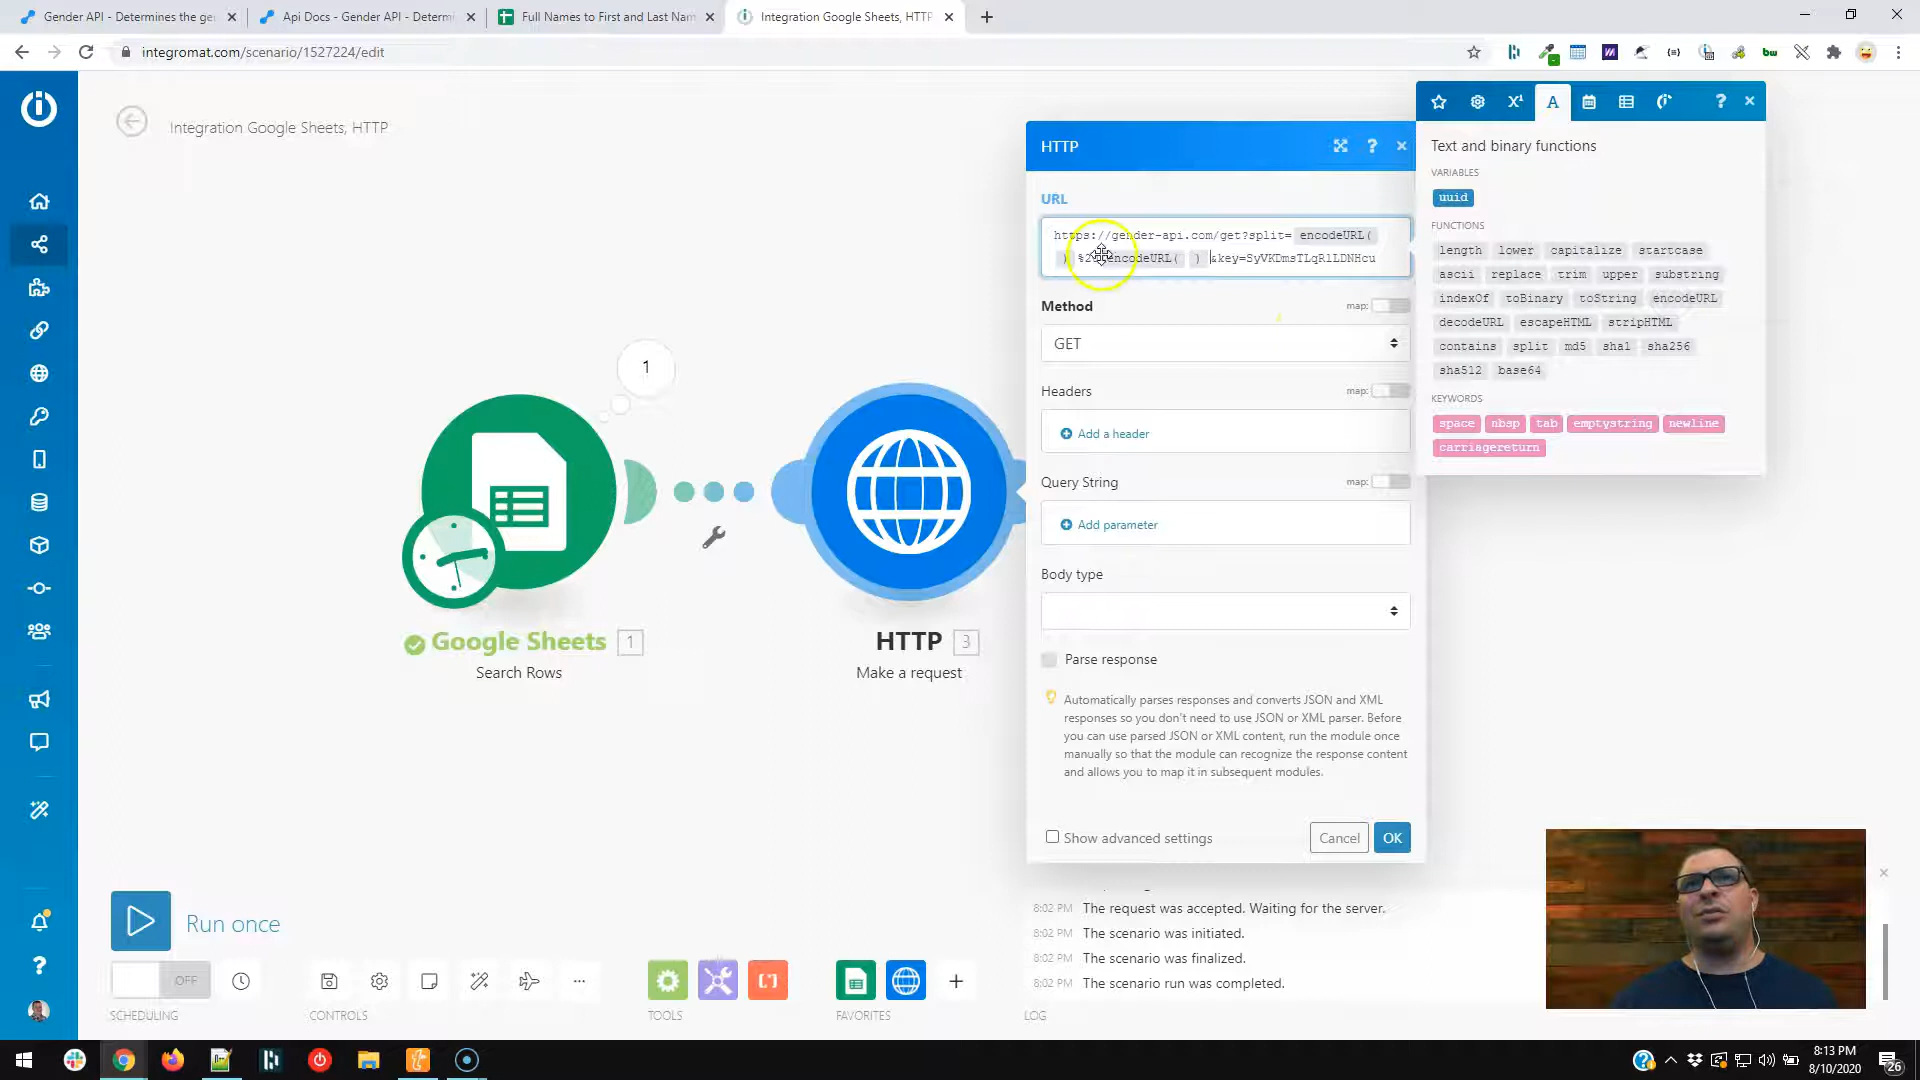 Gender API - Determines the ge
Api Docs - Gender API - Determi
Full Names to First and Last Nam
Integration Google Sheets, HTTP
integromat.com/scenario/1527224/edit
Integration Google Sheets, HTTP
HTTP
URL
https://gender-api.com/get?split= encodeURL(
) %2 encodeURL( ) &key=SyVKDmsTLqRlLDNHcu
Method
map:
GET
Headers
map:
Add a header
Query String
map:
Add parameter
Body type
Parse response
Automatically parses responses and converts JSON and XML
responses so you don't need to use JSON or XML parser. Before
you can use parsed JSON or XML content, run the module once
manually so that the module can recognize the response content
and allows you to map it in subsequent modules.
Show advanced settings
Cancel
OK
Text and binary functions
VARIABLES
uuid
FUNCTIONS
length lower capitalize startcase
ascii replace trim upper substring
indexOf toBinary toString encodeURL
decodeURL escapeHTML stripHTML
contains split md5 sha1 sha256
sha512 base64
KEYWORDS
space nbsp tab emptystring newline
carriagereturn
1
Google Sheets 1
Search Rows
HTTP 3
Make a request
Run once
OFF
SCHEDULING
CONTROLS
TOOLS
FAVORITES
LOG
8:02 PM The request was accepted. Waiting for the server.
8:02 PM The scenario was initiated.
8:02 PM The scenario was finalized.
8:02 PM The scenario run was completed.
8:13 PM
8/10/2020
26